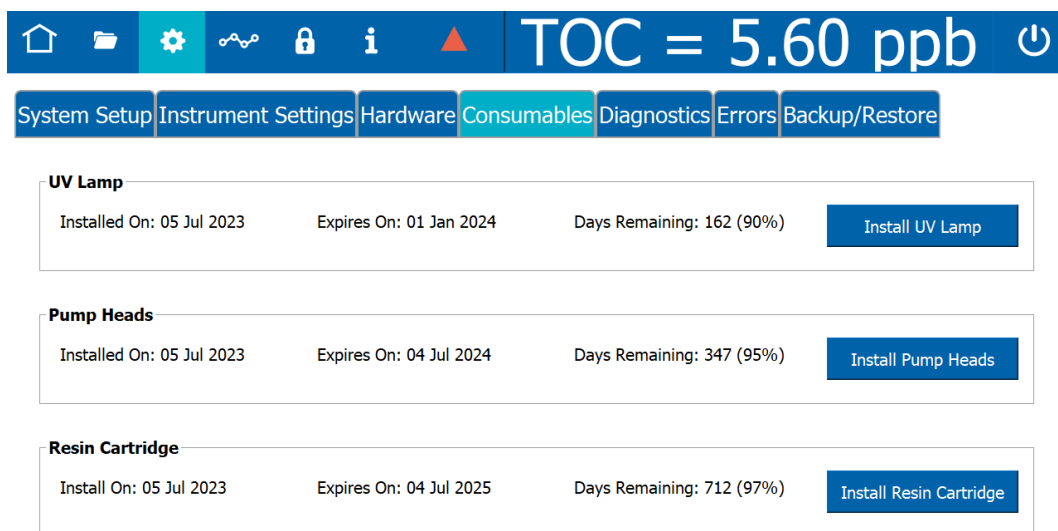 TOC = 5.60 ppb
System Setup Instrument Settings Hardware Consumables Diagnostics Errors Backup/Restore
UV Lamp
Installed On: 05 Jul 2023 Expires On: 01 Jan 2024 Days Remaining: 162 (90%) Install UV Lamp
Pump Heads
Installed On: 05 Jul 2023 Expires On: 04 Jul 2024 Days Remaining: 347 (95%) Install Pump Heads
Resin Cartridge
Install On: 05 Jul 2023 Expires On: 04 Jul 2025 Days Remaining: 712 (97%) Install Resin Cartridge